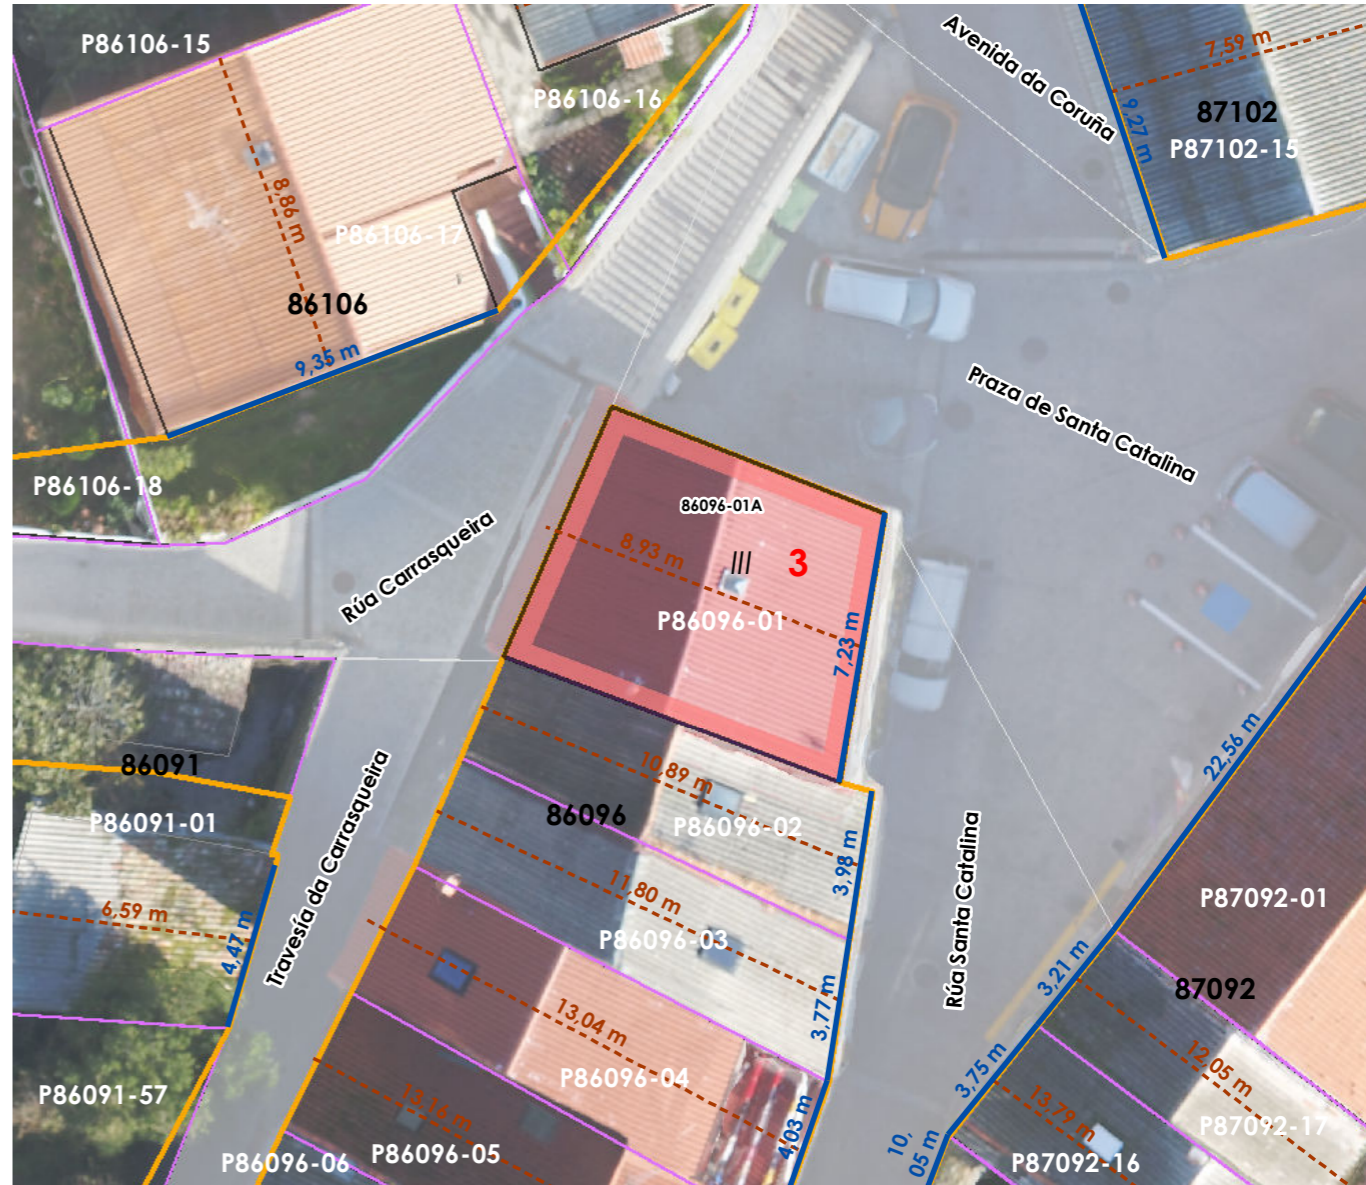 P86106-15
P86106-16
Avenida da Coruña
7,59 m
87102
9,27 m
P87102-15
8,86 m
P86106-17
86106
9,35 m
Praza de Santa Catalina
P86106-18
86096-01A
Rúa Carrasqueira
8,93 m
III
3
P86096-01
7,23 m
22,56 m
86091
10,89 m
86096
P86096-02
P86091-01
3,98 m
Travesía da Carrasqueira
Rúa Santa Catalina
11,80 m
P87092-01
6,59 m
4,47 m
P86096-03
3,21 m
87092
3,77 m
13,04 m
12,05 m
3,75 m
P86096-04
P86091-57
13,16 m
4,03 m
13,79 m
P87092-17
10,
05 m
P86096-05
P86096-06
P87092-16